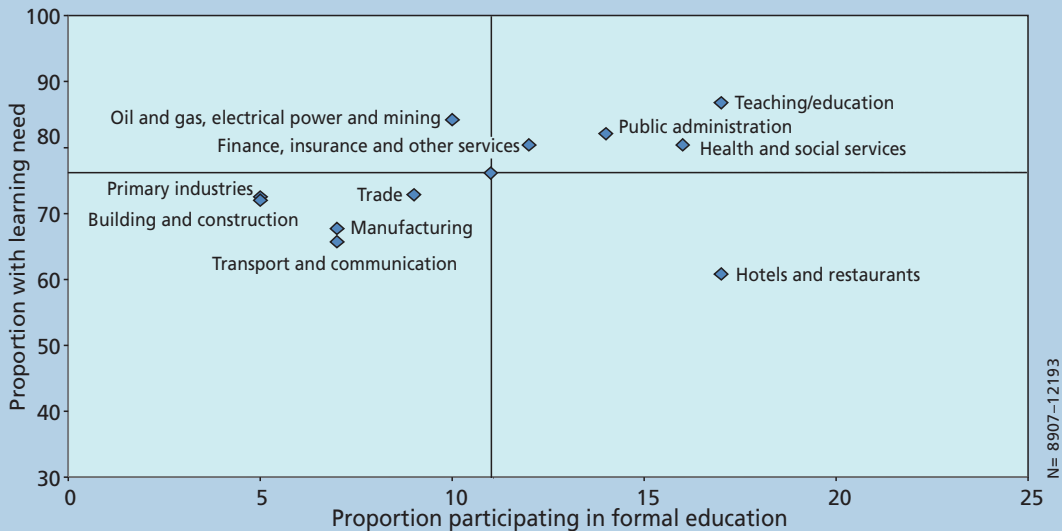 100
90
80
70
60
50
40
30
Proportion with learning need
Teaching/education
Oil and gas, electrical power and mining
Public administration
Finance, insurance and other services
Health and social services
Primary industries
Trade
Building and construction
Manufacturing
Transport and communication
Hotels and restaurants
0
5
10
15
20
25
Proportion participating in formal education
N= 8907–12193